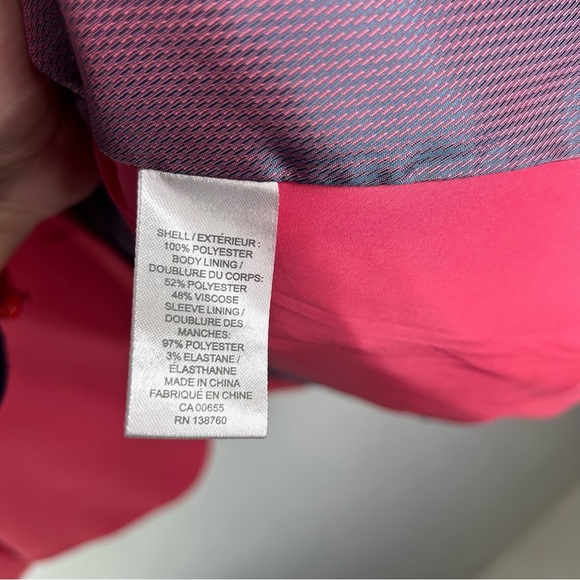 SHELL / EXTÉRIEUR :
100% POLYESTER
BODY LINING /
DOUBLURE DU CORPS:
52% POLYESTER
48% VISCOSE
SLEEVE LINING /
DOUBLURE DES
MANCHES:
97% POLYESTER
3% ELASTANE /
ÉLASTHANNE
MADE IN CHINA
FABRIQUÉ EN CHINE
CA 00655
RN 138760